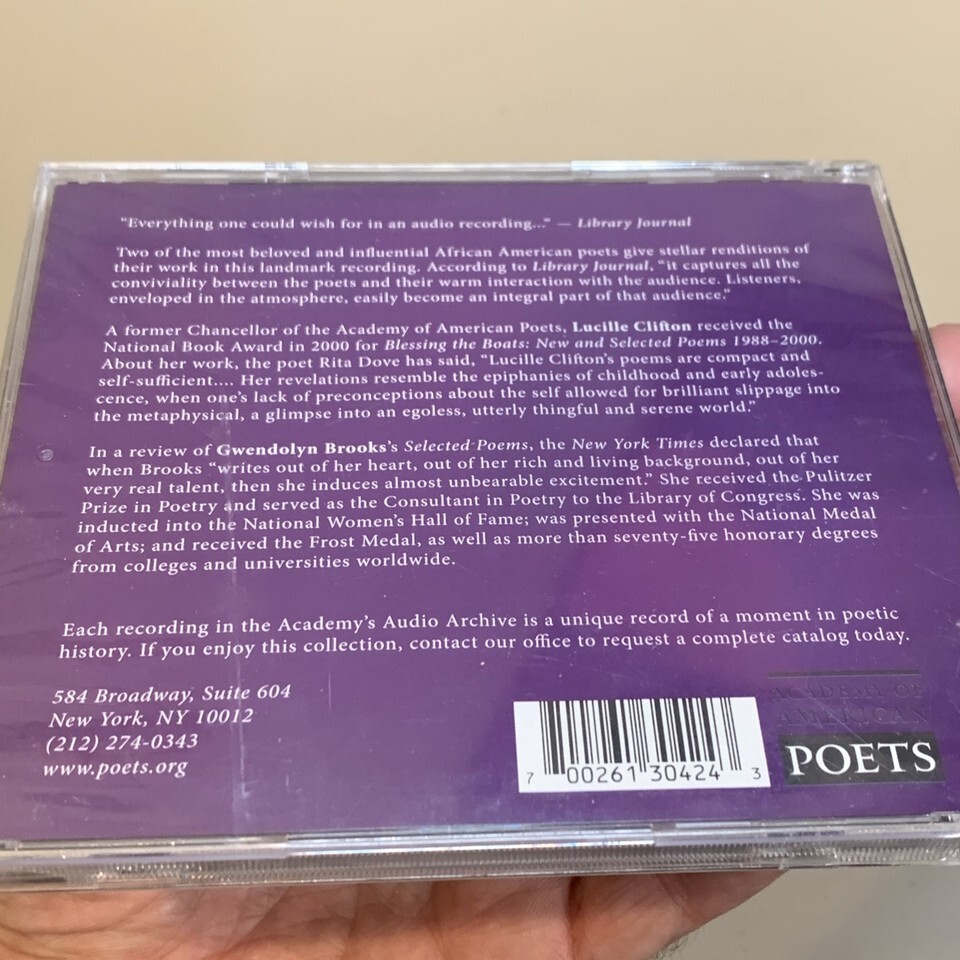 "Everything one could wish for in an audio recording..." — Library Journal
Two of the most beloved and influential African American poets give stellar renditions of
their work in this landmark recording. According to Library Journal, "it captures all the
conviviality between the poets and their warm interaction with the audience. Listeners,
enveloped in the atmosphere, easily become an integral part of that audience."
A former Chancellor of the Academy of American Poets, Lucille Clifton received the
National Book Award in 2000 for Blessing the Boats: New and Selected Poems 1988–2000.
About her work, the poet Rita Dove has said, "Lucille Clifton's poems are compact and
self-sufficient.... Her revelations resemble the epiphanies of childhood and early adoles-
cence, when one's lack of preconceptions about the self allowed for brilliant slippage into
the metaphysical, a glimpse into an egoless, utterly thingful and serene world."
In a review of Gwendolyn Brooks's Selected Poems, the New York Times declared that
when Brooks "writes out of her heart, out of her rich and living background, out of her
very real talent, then she induces almost unbearable excitement." She received the Pulitzer
Prize in Poetry and served as the Consultant in Poetry to the Library of Congress. She was
inducted into the National Women's Hall of Fame; was presented with the National Medal
of Arts; and received the Frost Medal, as well as more than seventy-five honorary degrees
from colleges and universities worldwide.
Each recording in the Academy's Audio Archive is a unique record of a moment in poetic
history. If you enjoy this collection, contact our office to request a complete catalog today.
584 Broadway, Suite 604
New York, NY 10012
(212) 274-0343
www.poets.org
7 00261 30424 3
ACADEMY OF
AMERICAN
POETS